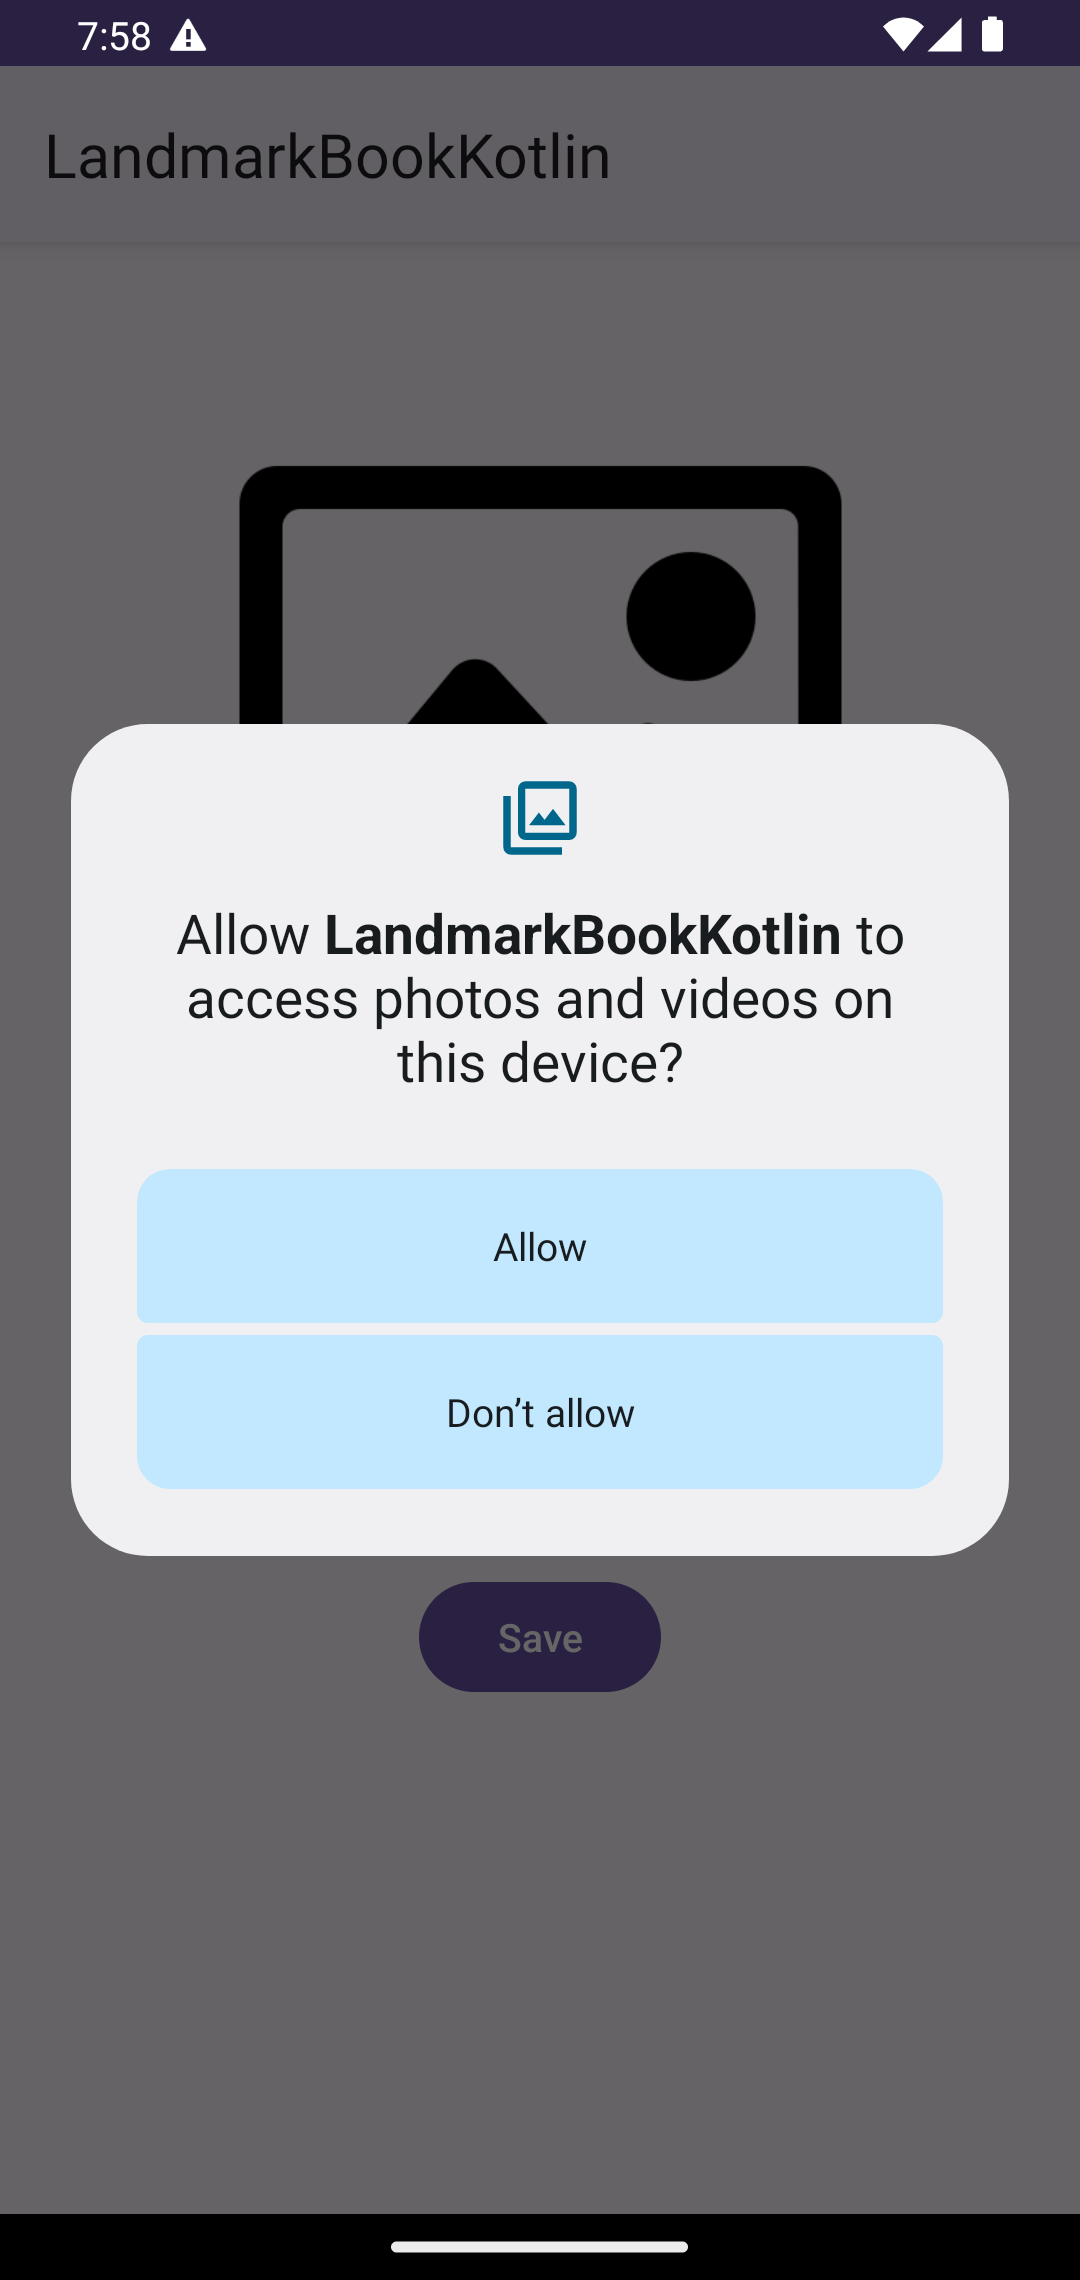 7:58
LandmarkBookKotlin
Allow LandmarkBookKotlin to
access photos and videos on
this device?
Allow
Don’t allow
Save